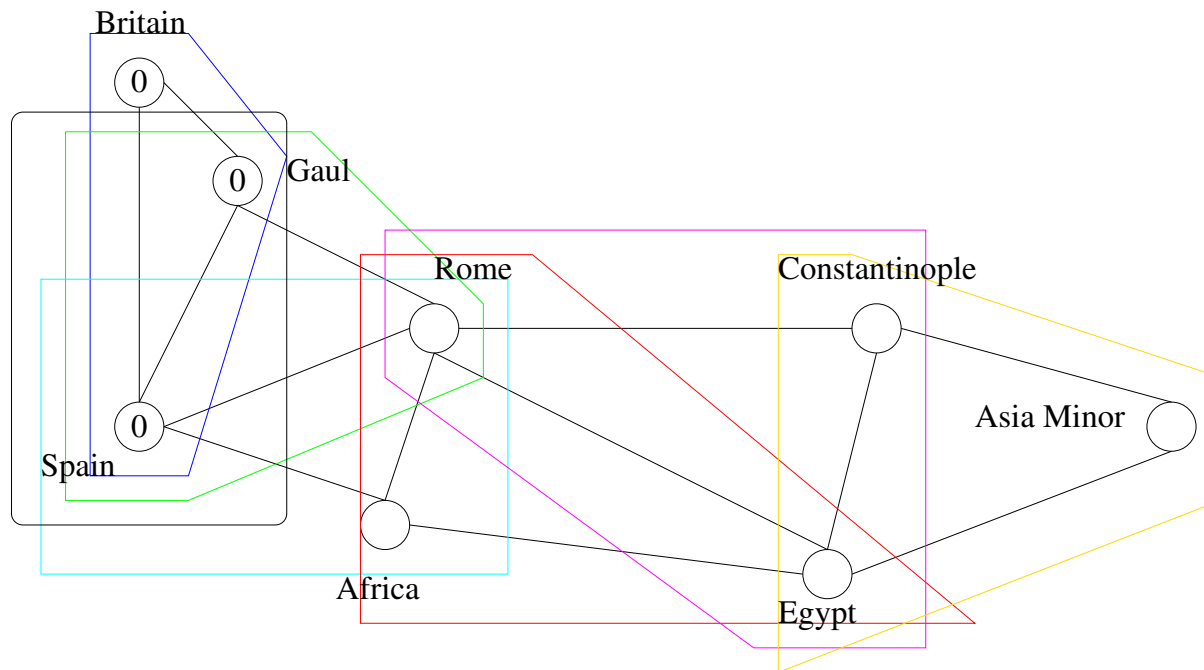 Britain
0
0
Gaul
Rome
Constantinople
Asia Minor
0
Spain
Africa
Egypt